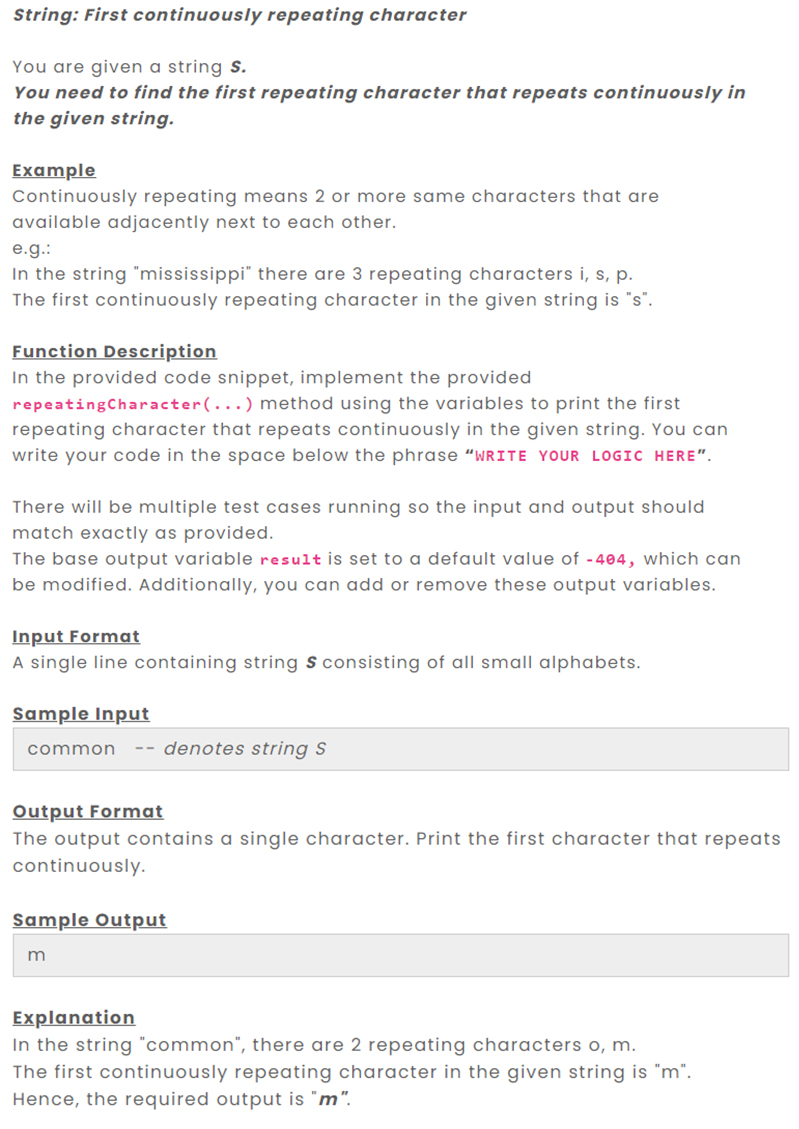 String: First continuously repeating character
You are given a string S.
You need to find the first repeating character that repeats continuously in
the given string.
Example
Continuously repeating means 2 or more same characters that are
available adjacently next to each other.
e.g.:
In the string "mississippi" there are 3 repeating characters i, s, p.
The first continuously repeating character in the given string is "s".
Function Description
In the provided code snippet, implement the provided
repeatingCharacter(...) method using the variables to print the first
repeating character that repeats continuously in the given string. You can
write your code in the space below the phrase “WRITE YOUR LOGIC HERE”.
There will be multiple test cases running so the input and output should
match exactly as provided.
The base output variable result is set to a default value of -404, which can
be modified. Additionally, you can add or remove these output variables.
Input Format
A single line containing string S consisting of all small alphabets.
Sample Input
common -- denotes string S
Output Format
The output contains a single character. Print the first character that repeats
continuously.
Sample Output
m
Explanation
In the string "common", there are 2 repeating characters o, m.
The first continuously repeating character in the given string is "m".
Hence, the required output is "m".